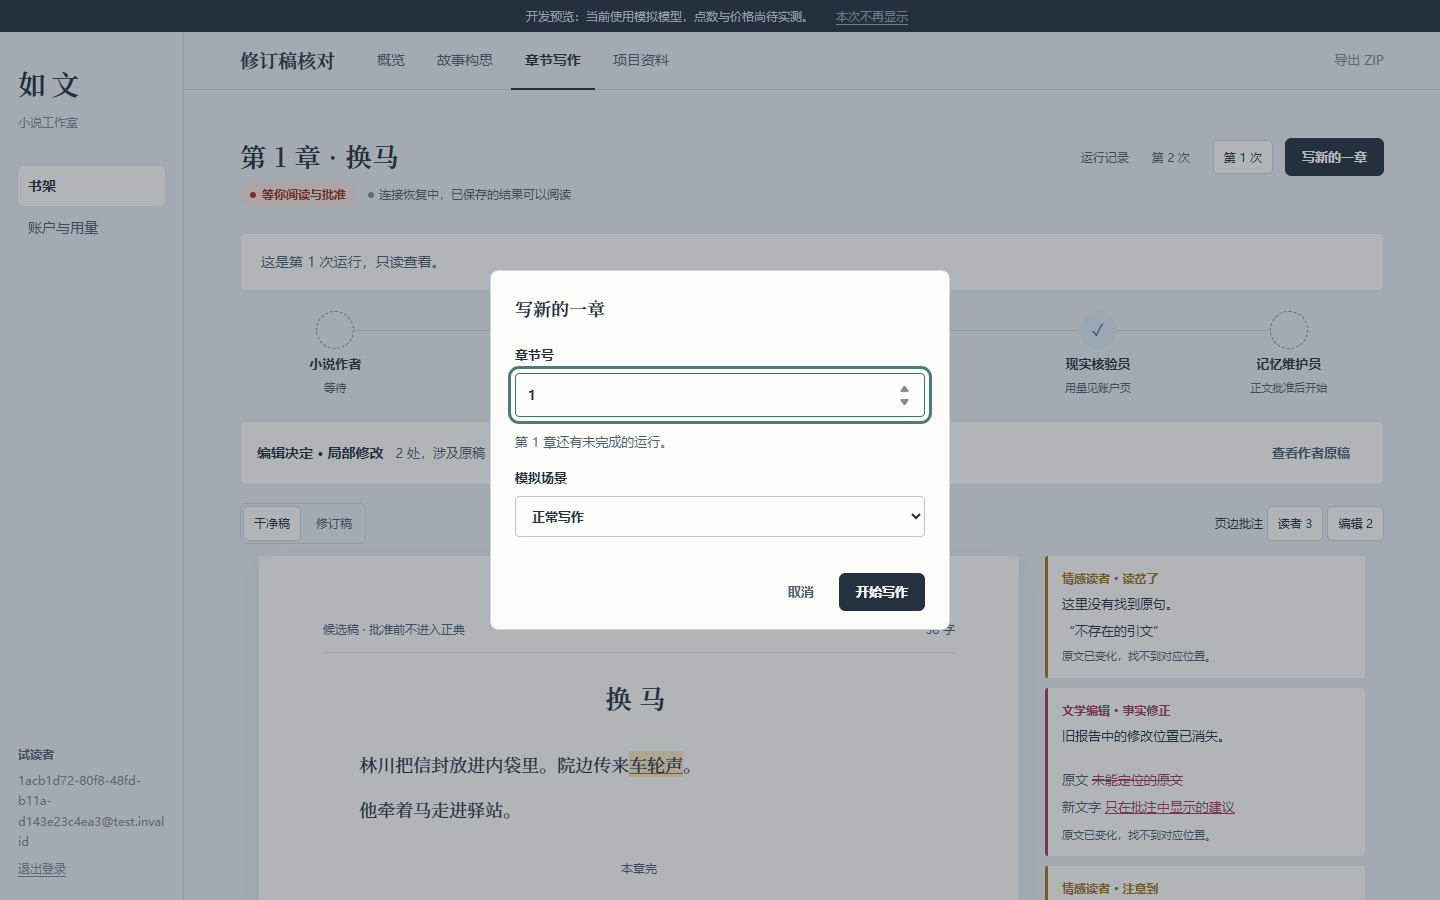 开发预览：当前使用模拟模型，点数与价格尚待实测。 本次不再显示
如文
小说工作室
书架
账户与用量
试读者
1acb1d72-80f8-48fd-
b11a-
d143e23c4ea3@test.inval
id
退出登录
修订稿核对 概览 故事构思 章节写作 项目资料 导出 ZIP
第 1 章 · 换马
运行记录 第 2 次 第 1 次 写新的一章
等你阅读与批准 连接恢复中，已保存的结果可以阅读
这是第 1 次运行，只读查看。
小说作者
等待
现实核验员
用量见账户页
记忆维护员
正文批准后开始
编辑决定 • 局部修改 2 处，涉及原稿
查看作者原稿
干净稿 修订稿
页边批注 读者 3 编辑 2
写新的一章
章节号
1
第 1 章还有未完成的运行。
模拟场景
正常写作
取消 开始写作
候选稿 · 批准前不进入正典
换马
林川把信封放进内袋里。院边传来车轮声。
他牵着马走进驿站。
本章完
情感读者 • 读岔了
这里没有找到原句。
“不存在的引文”
原文已变化，找不到对应位置。
文学编辑 • 事实修正
旧报告中的修改位置已消失。
原文 未能定位的原文
新文字 只在批注中显示的建议
原文已变化，找不到对应位置。
情感读者 • 注意到